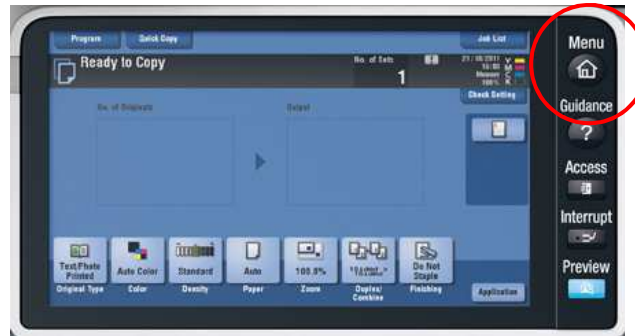 Program Quick Copy Job List
Ready to Copy
No. of Sets
1
Check Setting
No. of Originals
Output
Text/Photo
Printed
Auto Color
Standard
Auto
100.0%
Do Not
Staple
Original Type
Color
Density
Paper
Zoom
Duplex/
Combine
Finishing
Application
Menu
Guidance
?
Access
Interrupt
Preview